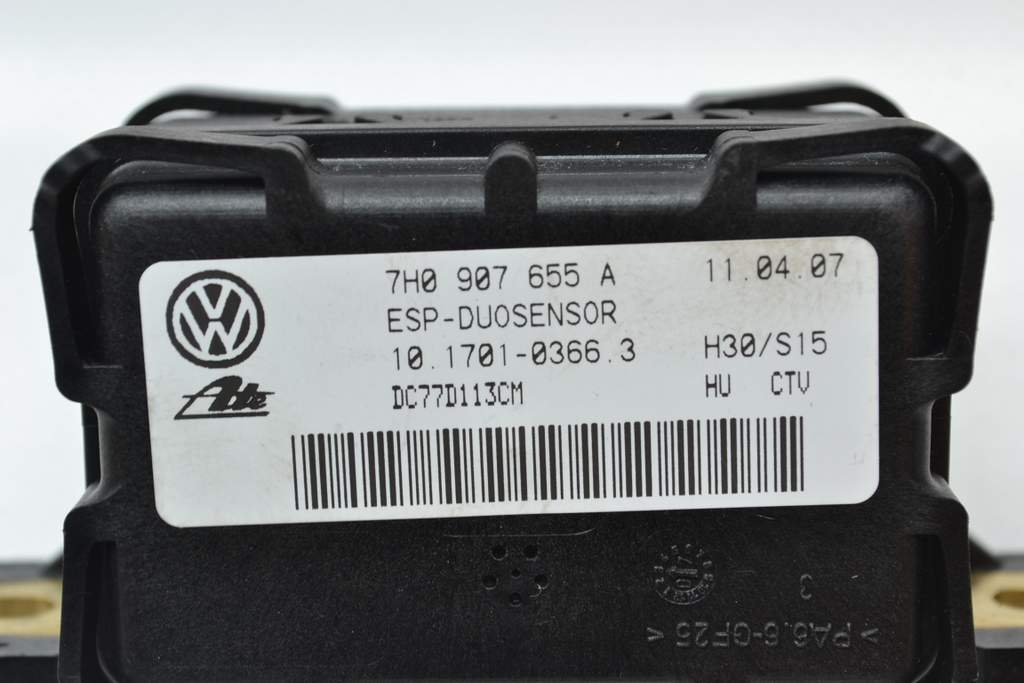 7H0 907 655 A 11.04.07
ESP-DUOSENSOR
10.1701-0366.3 H30/S15
Ate DC77D113CM HU CTV
3
>PA6.6-GF25<